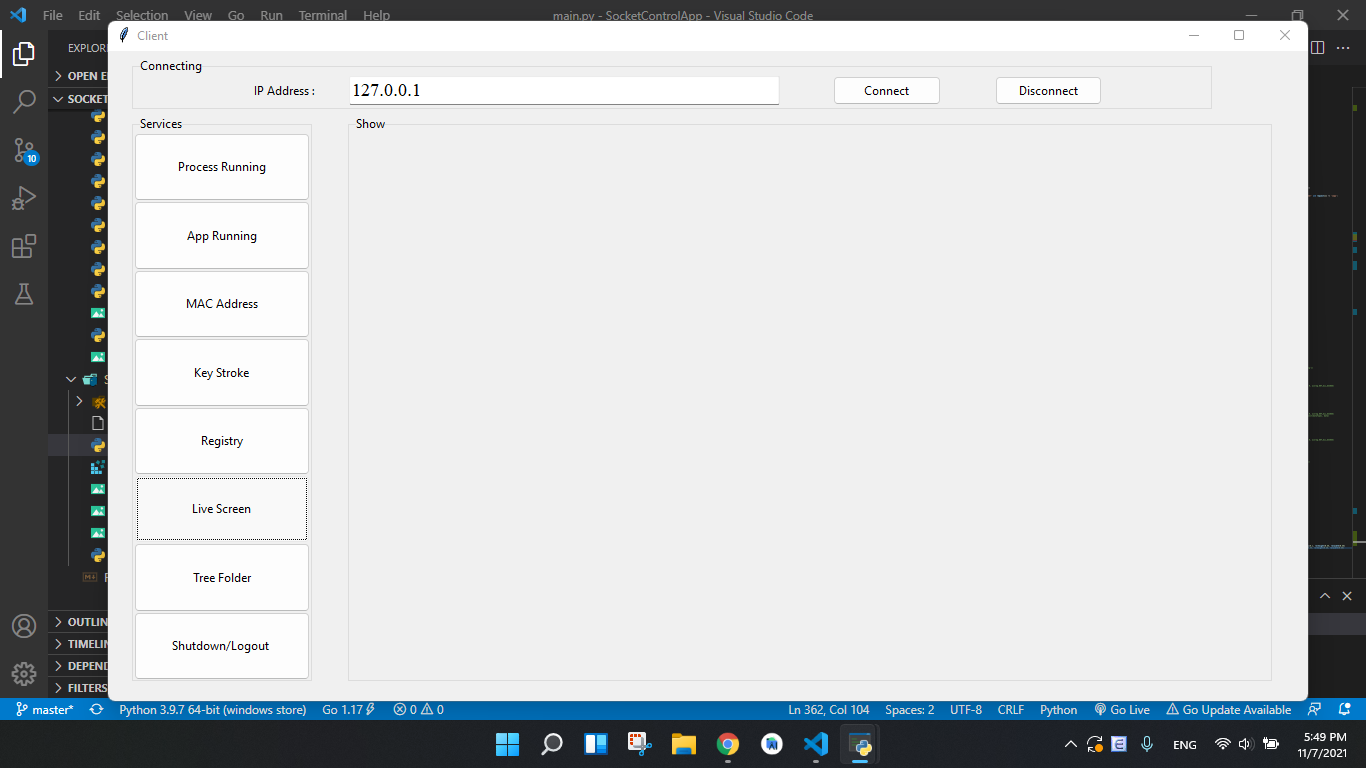 File Edit Selection View Go Run Terminal Help main.py - SocketControlApp - Visual Studio Code
Client
Connecting
IP Address : 127.0.0.1 Connect Disconnect
Services
Show
Process Running
App Running
MAC Address
Key Stroke
Registry
Live Screen
Tree Folder
Shutdown/Logout
EXPLOR
OPEN E
SOCKET
10
OUTLIN
TIMELIN
DEPEND
FILTERS
master* Python 3.9.7 64-bit (windows store) Go 1.17 0 0 Ln 362, Col 104 Spaces: 2 UTF-8 CRLF Python Go Live Go Update Available
ENG
5:49 PM
11/7/2021